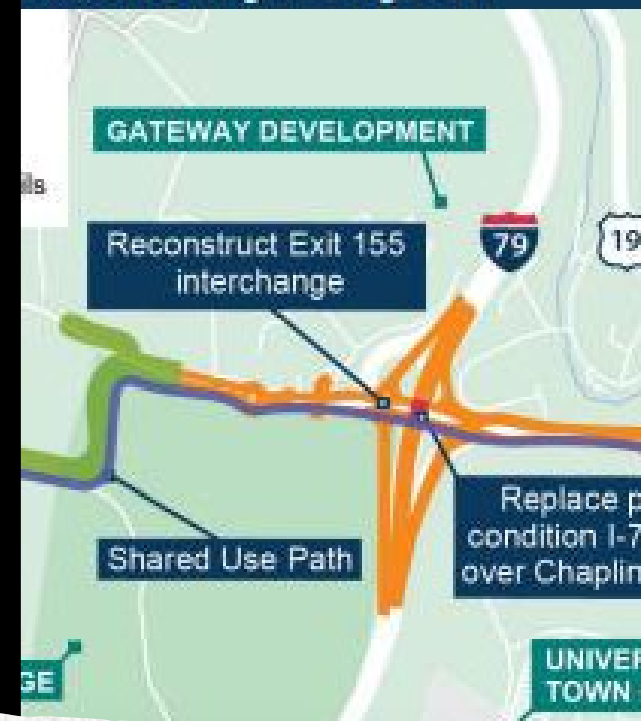 GATEWAY DEVELOPMENT
Reconstruct Exit 155
interchange
79
19
Replace
condition I-7
over Chaplin
Shared Use Path
GE
UNIVER
TOWN